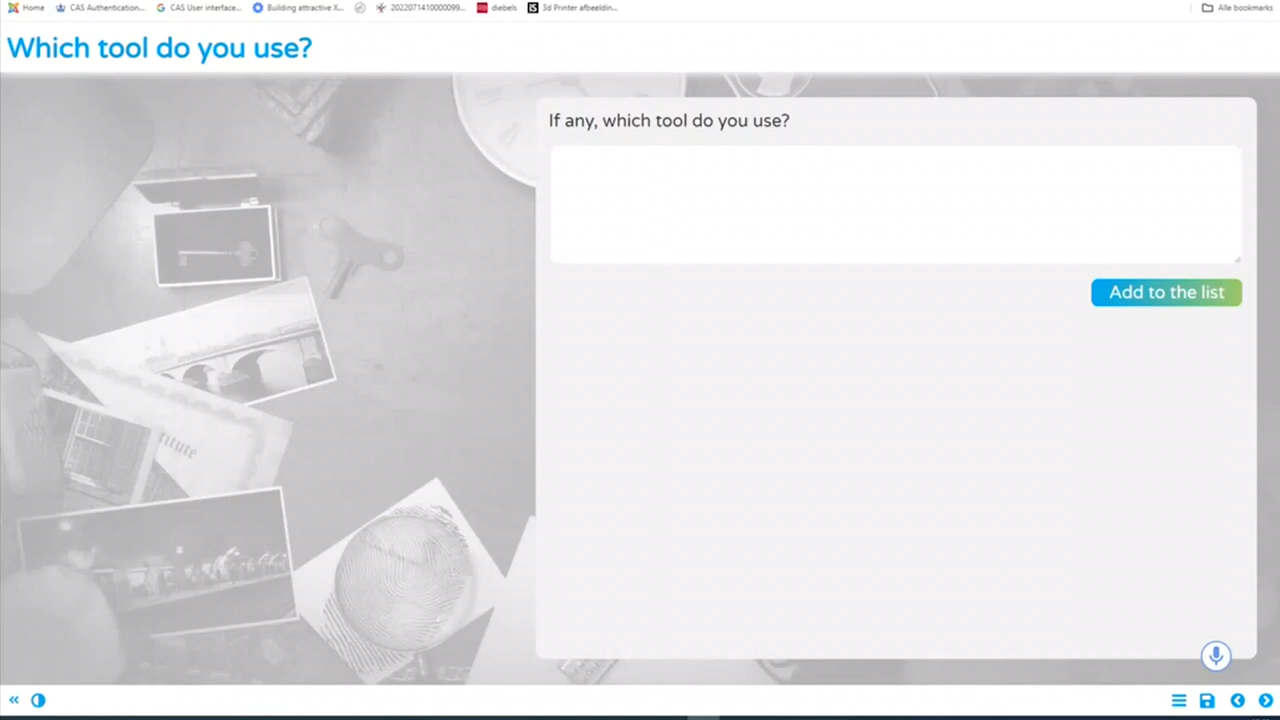 Home CAS Authentication... CAS User interface... Building attractive X... 2022071410000099... diebels 3d Printer afbeeldin... Alle bookmarks
Which tool do you use?
If any, which tool do you use?
Add to the list
titute